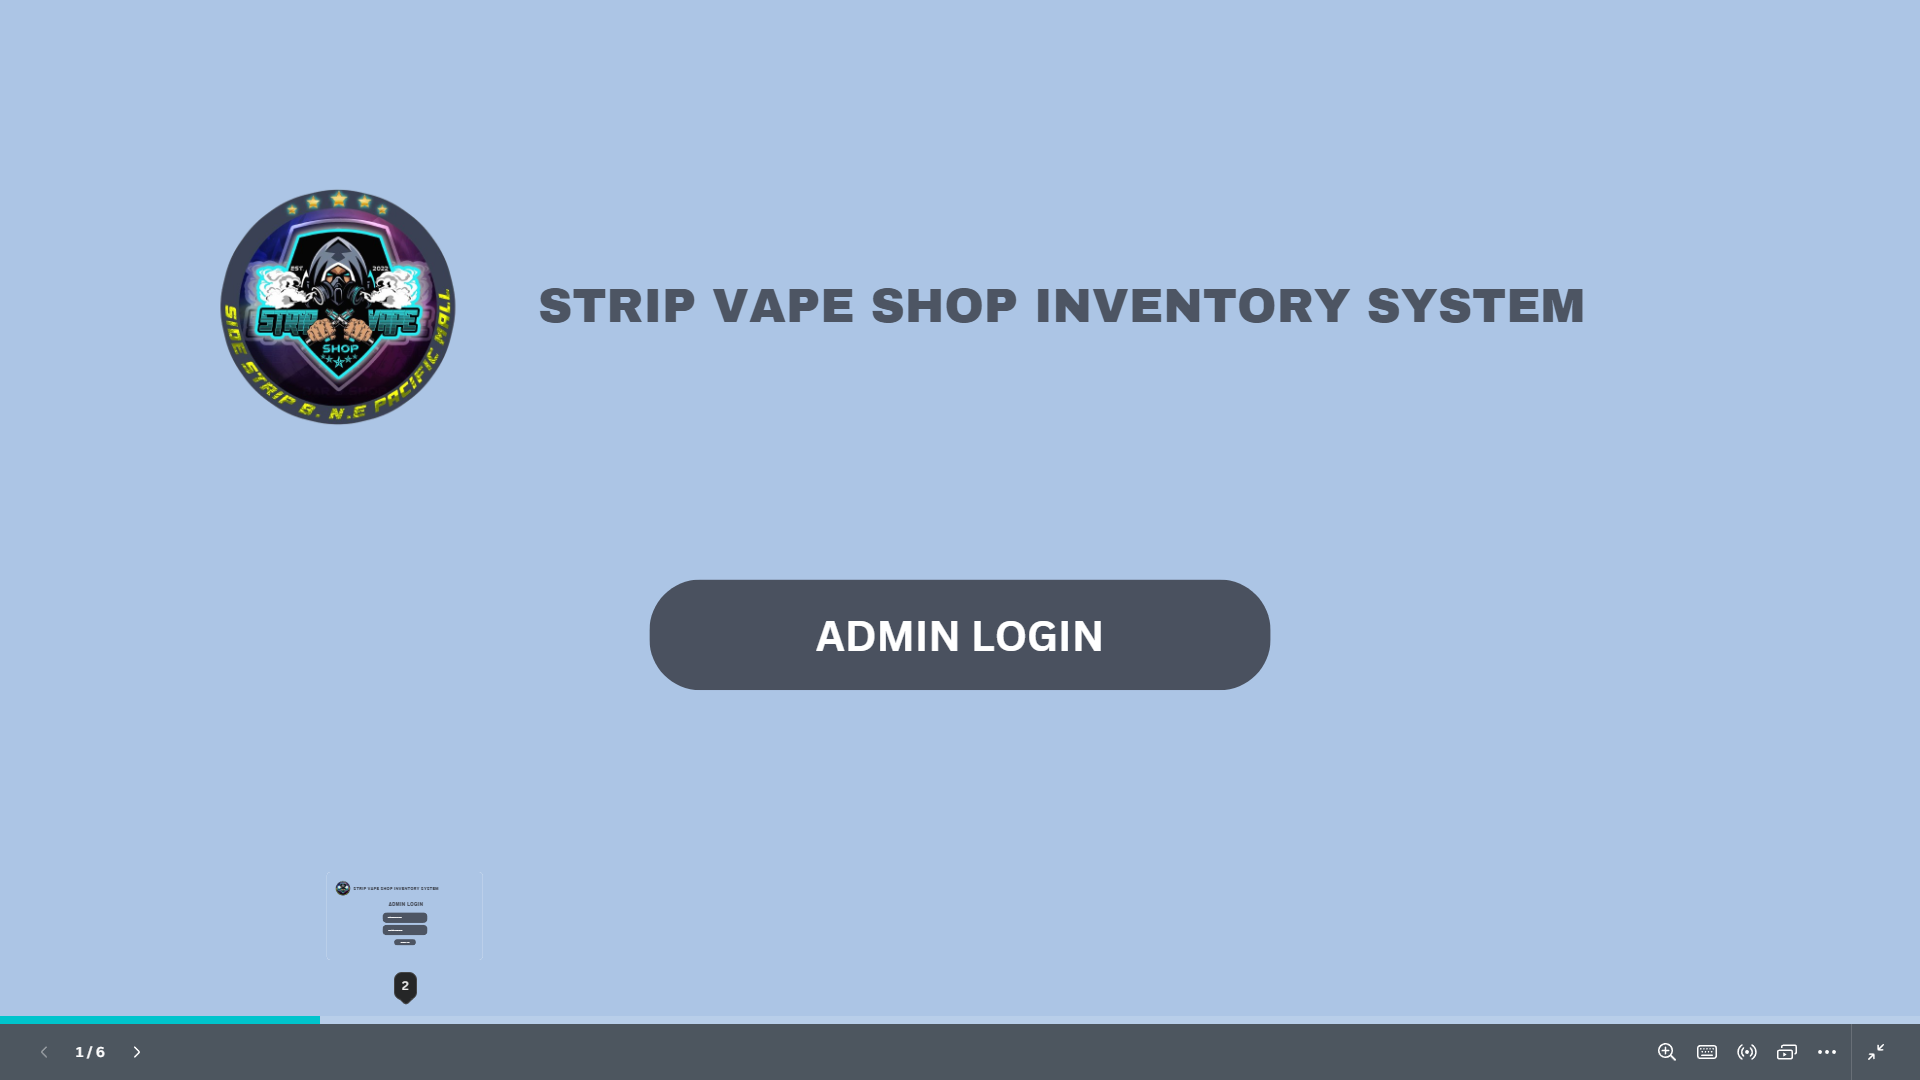 EST
2022
STRIP VAPE
SHOP
SIDE STRIP B. N.E PACIFIC MALL
STRIP VAPE SHOP INVENTORY SYSTEM
ADMIN LOGIN
STRIP VAPE SHOP INVENTORY SYSTEM
ADMIN LOGIN
2
1 / 6